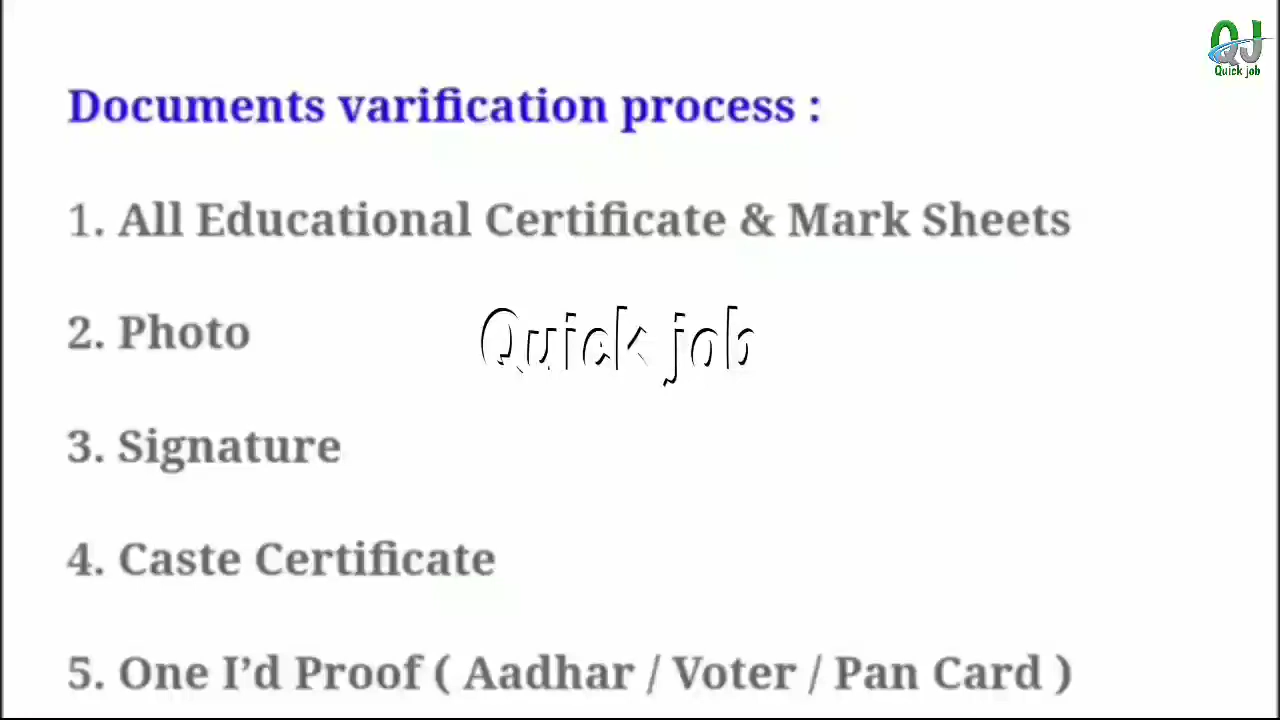 QJ
Quick job
Documents varification process :
1. All Educational Certificate & Mark Sheets
2. Photo
Quick job
3. Signature
4. Caste Certificate
5. One I’d Proof ( Aadhar / Voter / Pan Card )